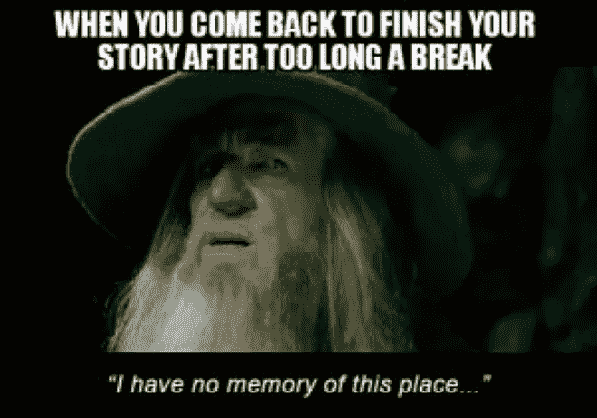 WHEN YOU COME BACK TO FINISH YOUR
STORY AFTER TOO LONG A BREAK
"I have no memory of this place..."